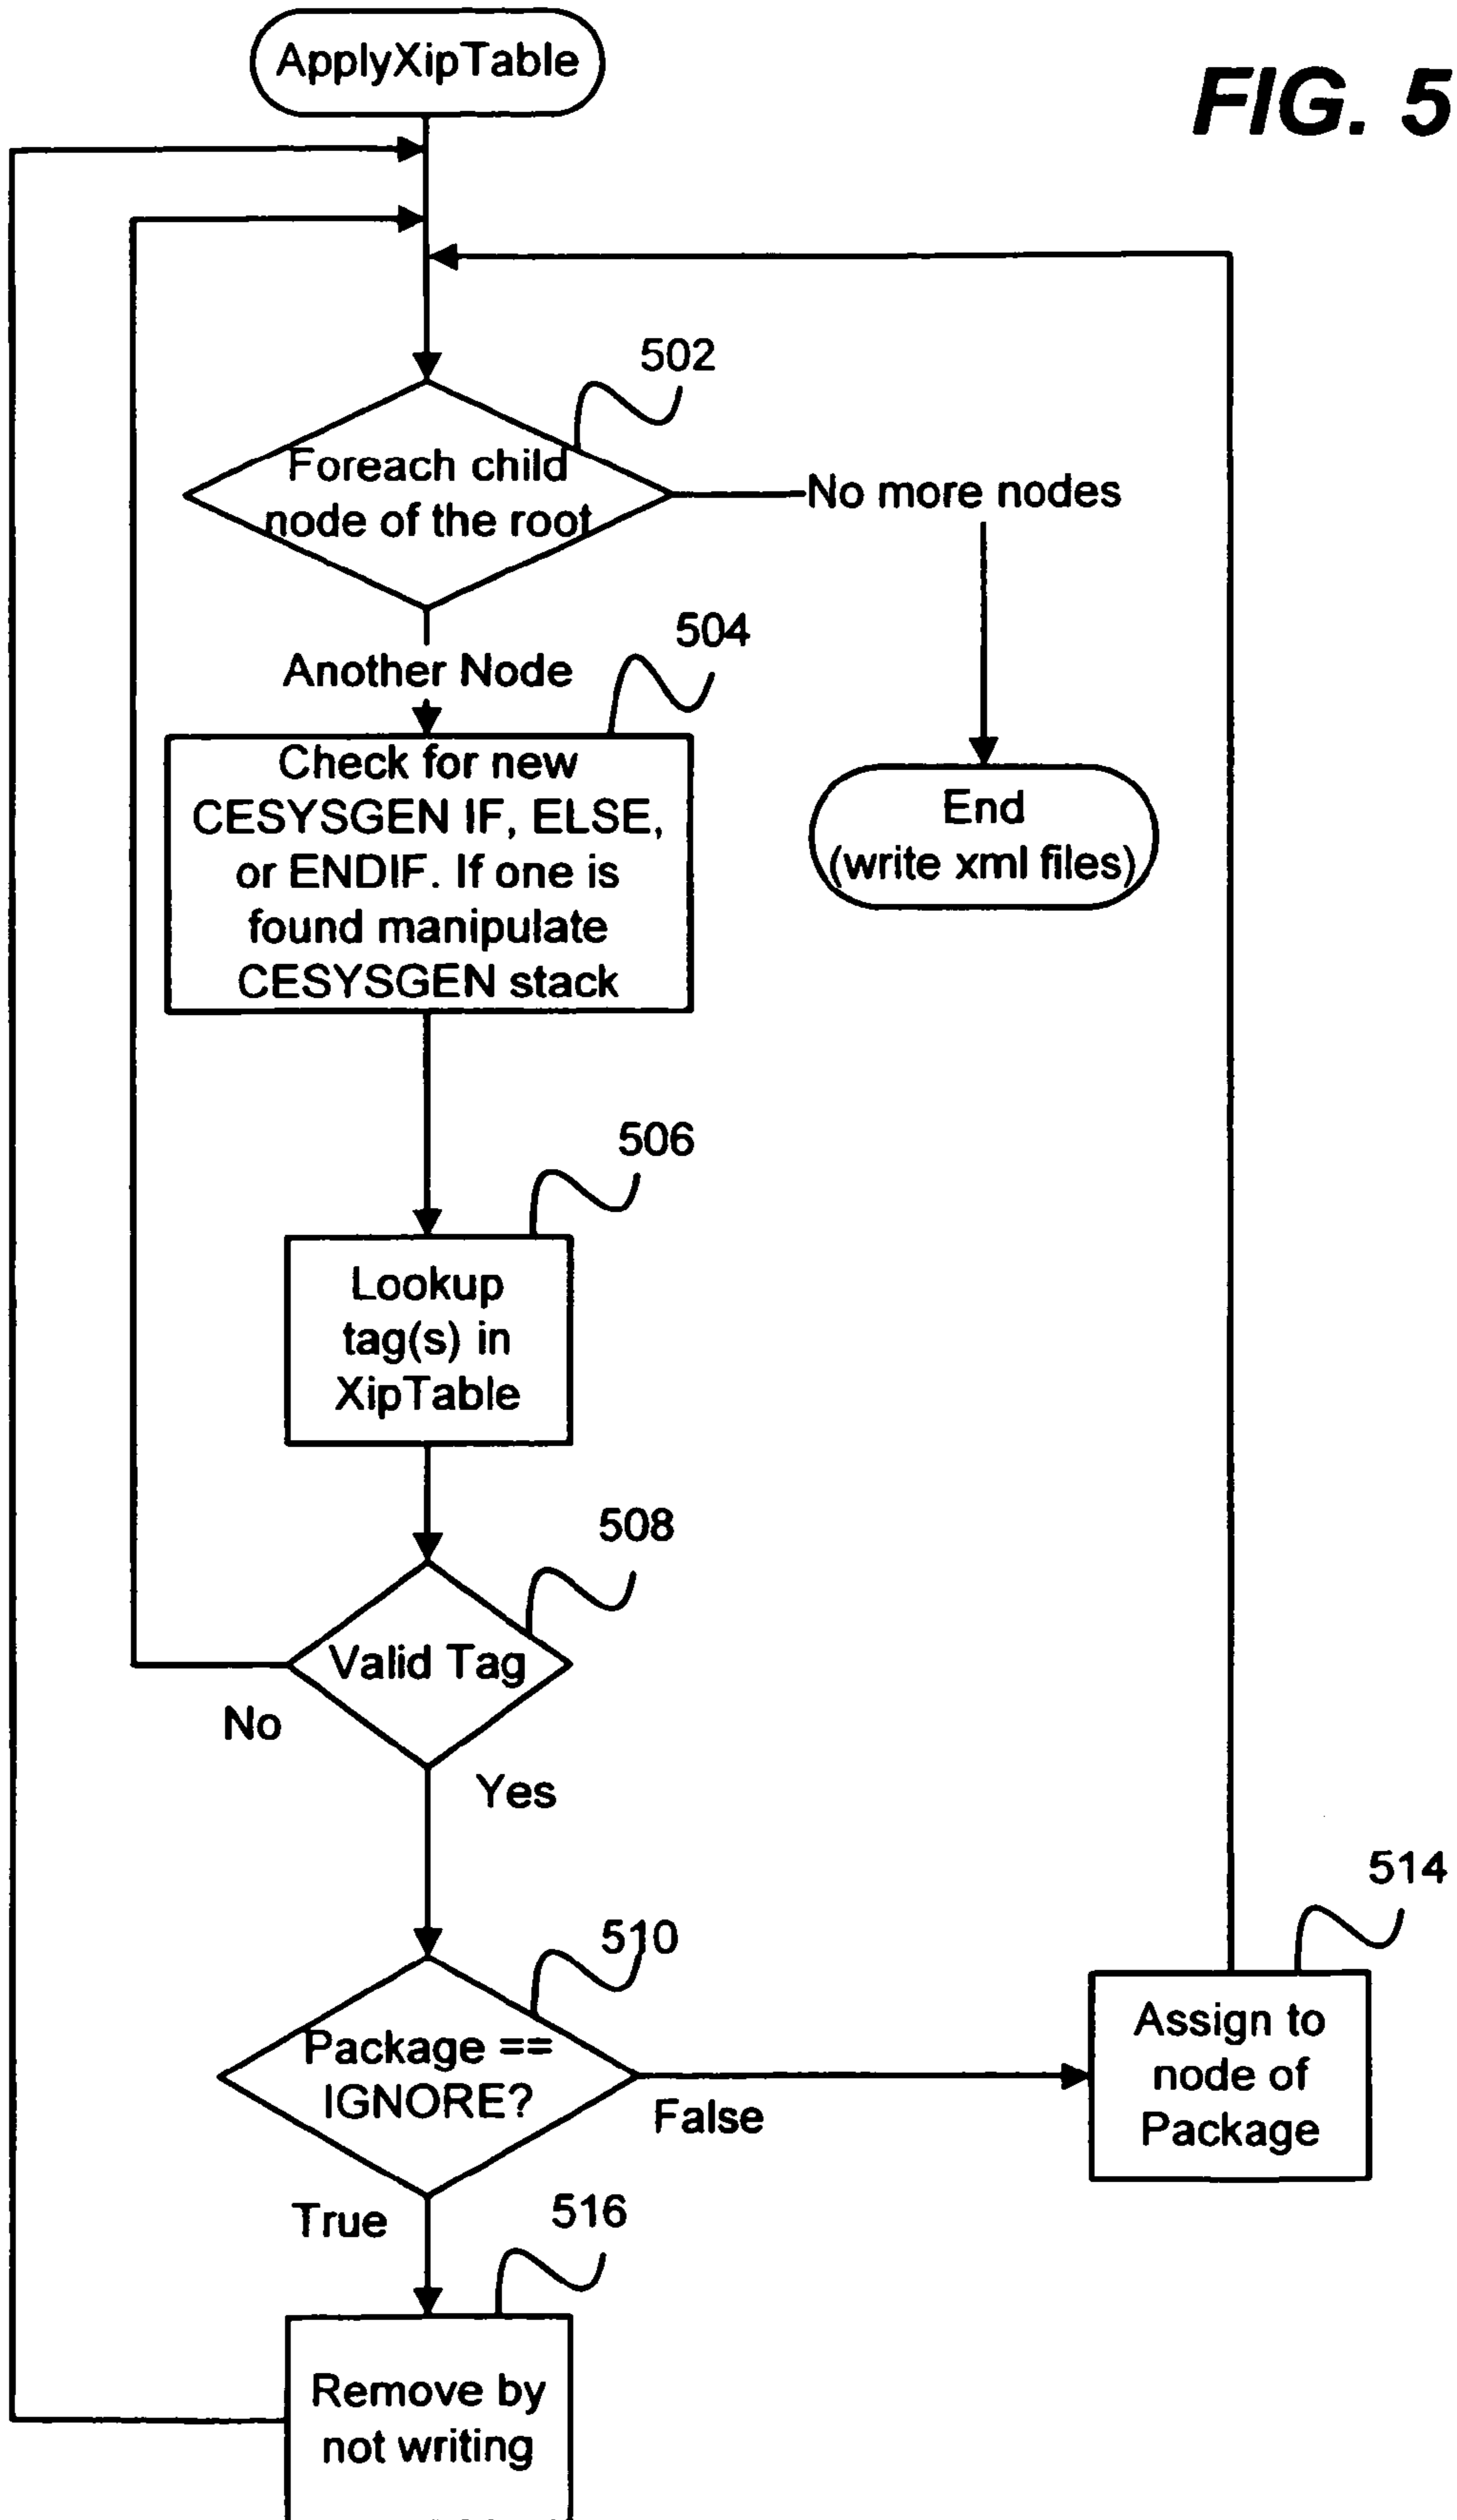 ApplyXipTable
FIG. 5
502
Foreach child
node of the root
No more nodes
504
Another Node
Check for new
CESYSGEN IF, ELSE,
or ENDIF. If one is
found manipulate
CESYSGEN stack
End
(write xml files)
506
Lookup
tag(s) in
XipTable
508
Valid Tag
No
Yes
514
510
Package ==
IGNORE?
False
Assign to
node of
Package
True
516
Remove by
not writing